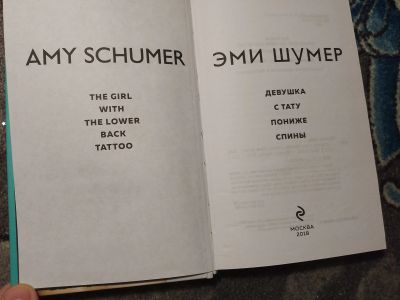 AMY SCHUMER
THE GIRL
WITH
THE LOWER
BACK
TATTOO
ЭМИ ШУМЕР
ДЕВУШКА
С ТАТУ
ПОНИЖЕ
СПИНЫ
МОСКВА
2018